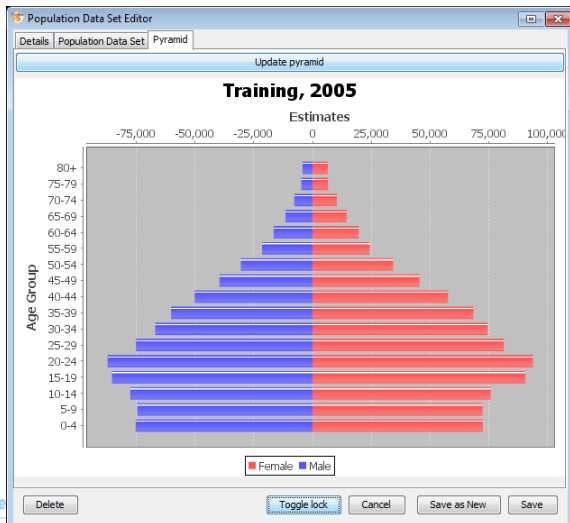 Population Data Set Editor
Details Population Data Set Pyramid
Update pyramid
Training, 2005
Estimates
-75,000 -50,000 -25,000 0 25,000 50,000 75,000 100,000
80+
75-79
70-74
65-69
60-64
55-59
50-54
45-49
40-44
35-39
30-34
25-29
20-24
15-19
10-14
5-9
0-4
Age Group
Female Male
Delete Toggle lock Cancel Save as New Save